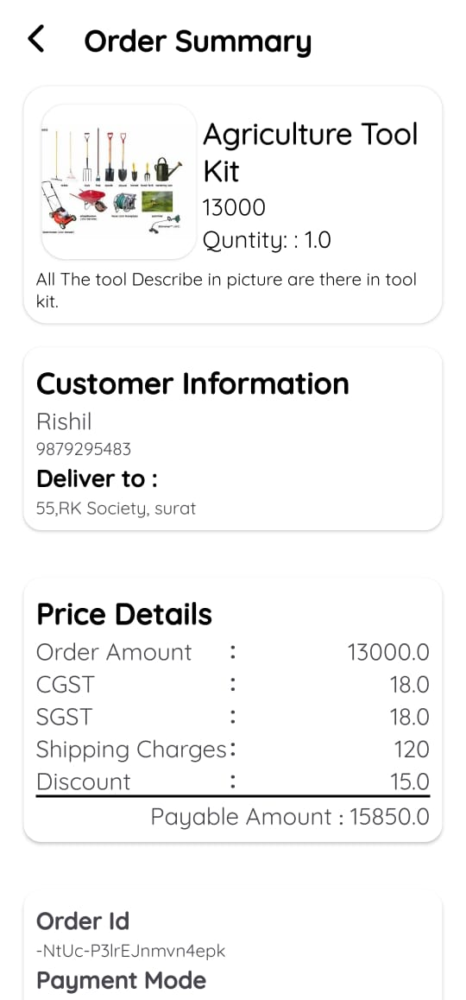 Order Summary
Agriculture Tool
Kit
13000
Quntity: : 1.0
All The tool Describe in picture are there in tool
kit.
Customer Information
Rishil
9879295483
Deliver to :
55,RK Society, surat
Price Details
Order Amount : 13000.0
CGST : 18.0
SGST : 18.0
Shipping Charges: 120
Discount : 15.0
Payable Amount : 15850.0
Order Id
-NtUc-P3lrEJnmvn4epk
Payment Mode